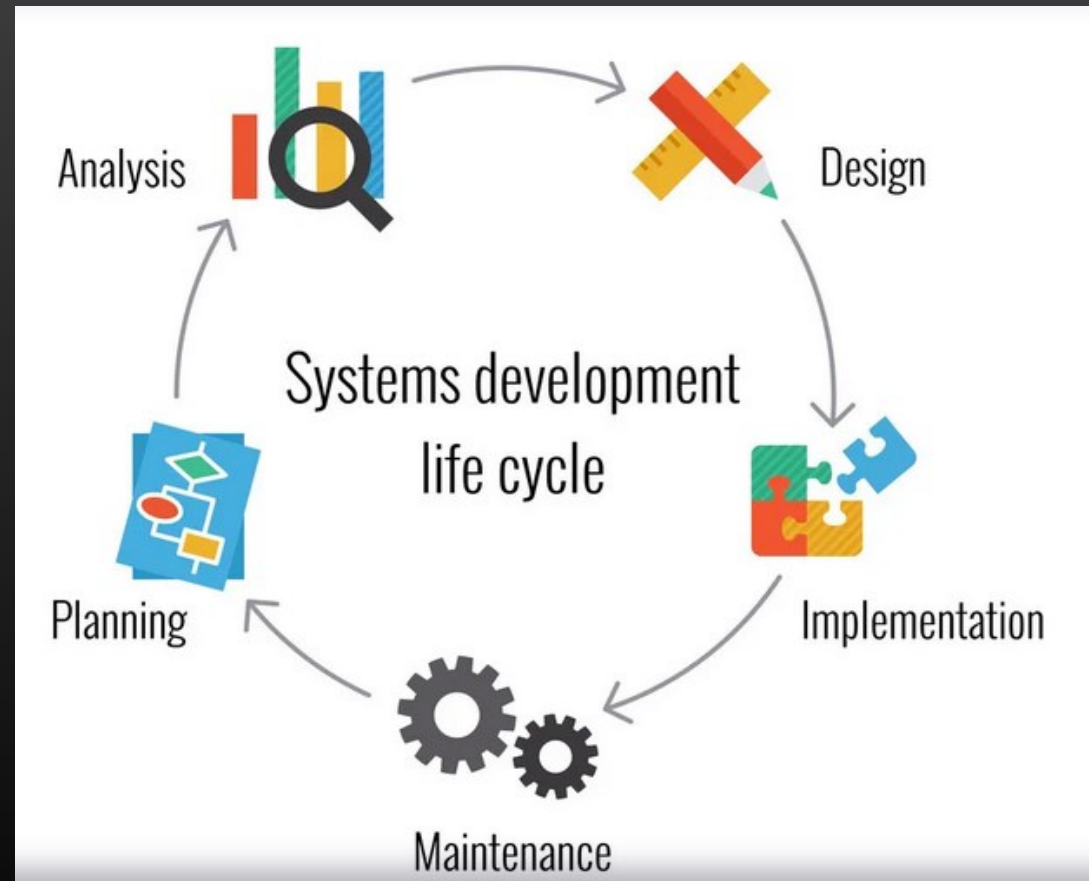 Analysis
Design
Systems development
life cycle
Planning
Implementation
Maintenance